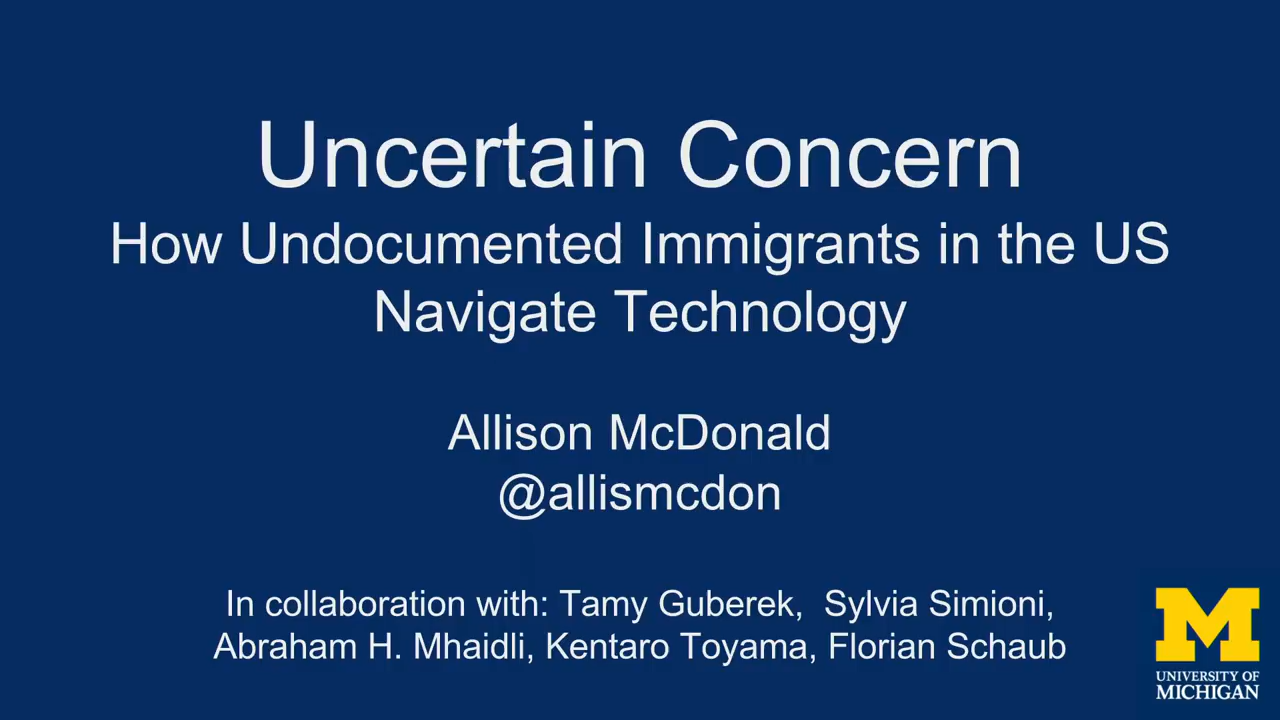 Uncertain Concern
How Undocumented Immigrants in the US
Navigate Technology
Allison McDonald
@allismcdon
In collaboration with: Tamy Guberek, Sylvia Simioni,
Abraham H. Mhaidli, Kentaro Toyama, Florian Schaub
M
UNIVERSITY OF
MICHIGAN